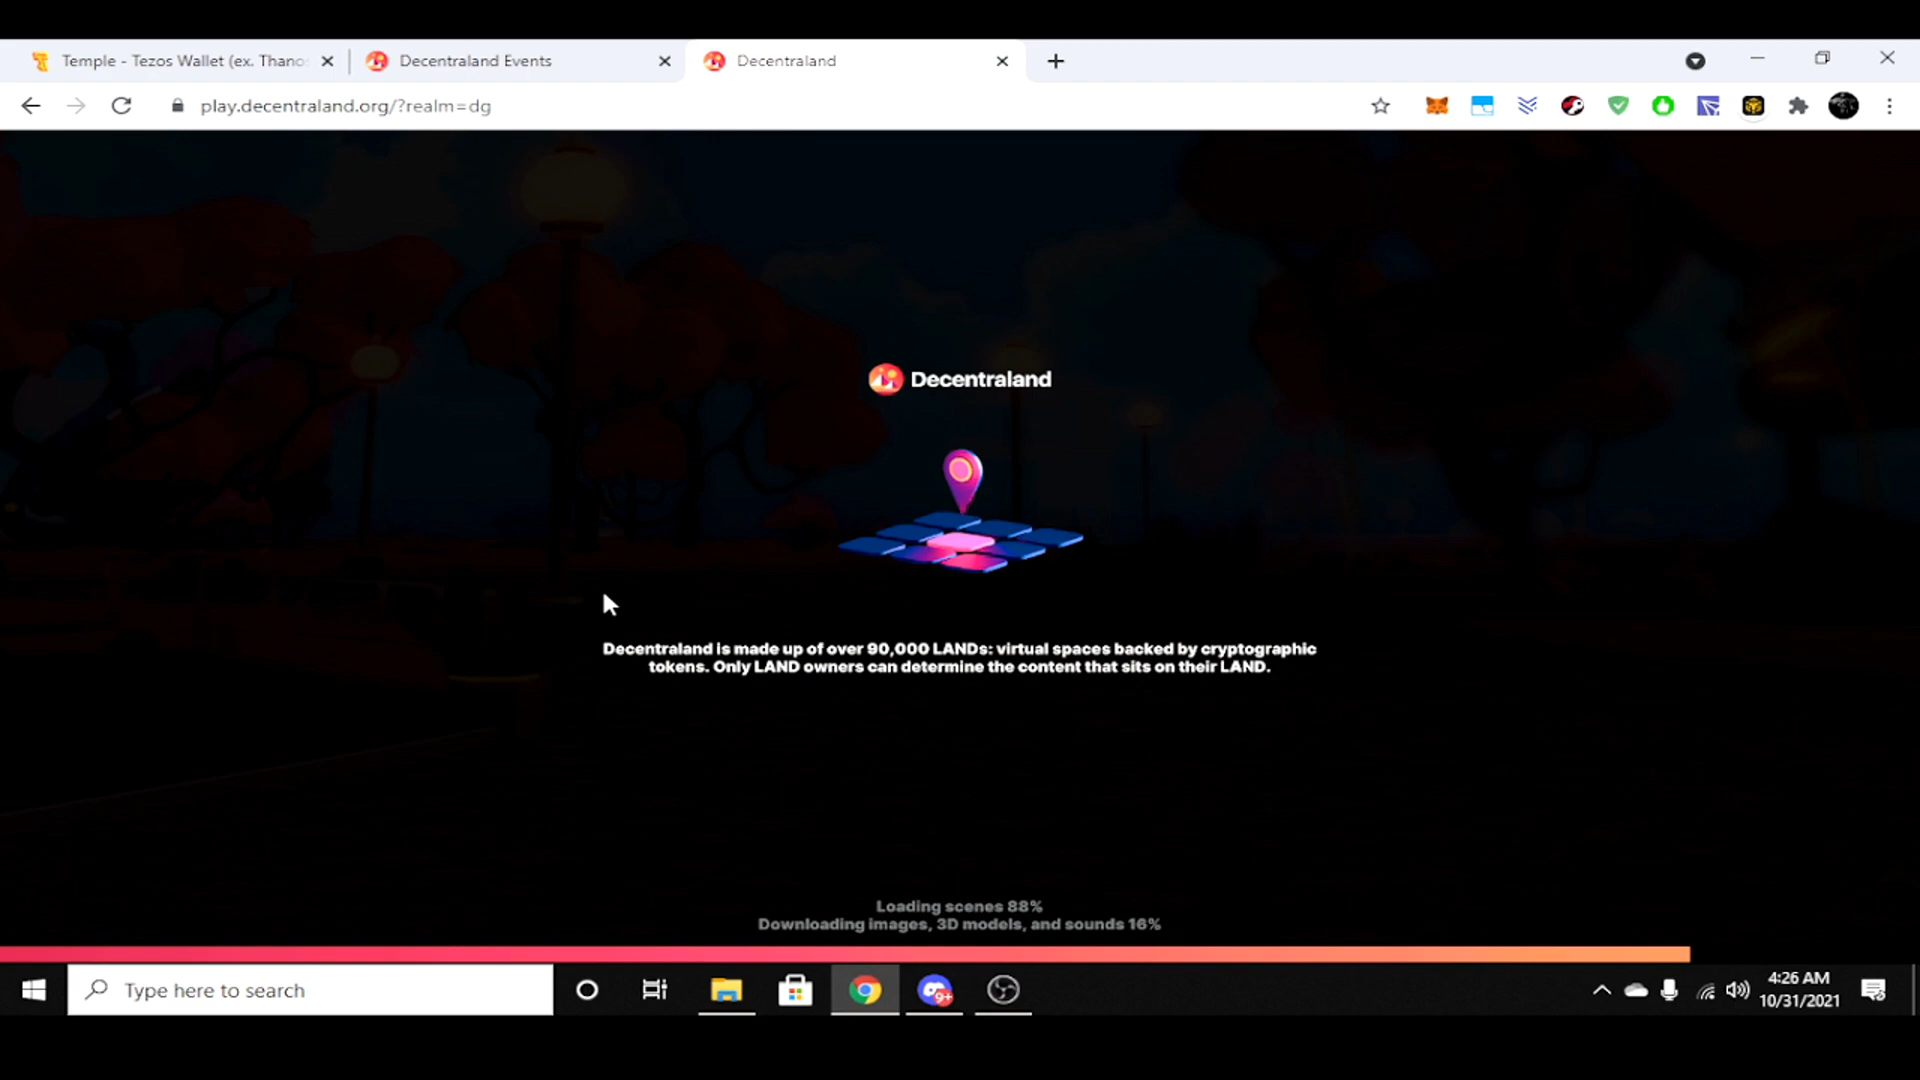 Temple - Tezos Wallet (ex. Thanos
Decentraland Events
Decentraland
play.decentraland.org/?realm=dg
Decentraland
Decentraland is made up of over 90,000 LANDs: virtual spaces backed by cryptographic
tokens. Only LAND owners can determine the content that sits on their LAND.
Loading scenes 88%
Downloading images, 3D models, and sounds 16%
Type here to search
9+
4:26 AM
10/31/2021